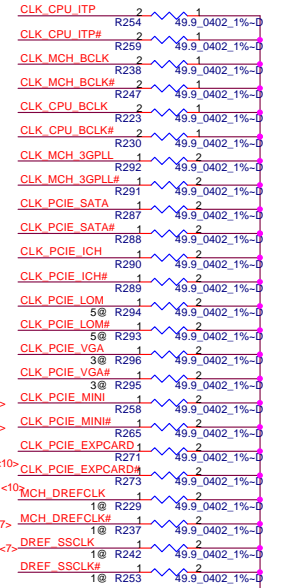 CLK_CPU_ITP 2 1
R254 49.9_0402_1%~D
CLK_CPU_ITP# 2 1
R259 49.9_0402_1%~D
CLK_MCH_BCLK 2 1
R238 49.9_0402_1%~D
CLK_MCH_BCLK# 2 1
R247 49.9_0402_1%~D
CLK_CPU_BCLK 2 1
R223 49.9_0402_1%~D
CLK_CPU_BCLK# 2 1
R230 49.9_0402_1%~D
CLK_MCH_3GPLL 1 2
R292 49.9_0402_1%~D
CLK_MCH_3GPLL# 1 2
R291 49.9_0402_1%~D
CLK_PCIE_SATA 1 2
R287 49.9_0402_1%~D
CLK_PCIE_SATA# 1 2
R288 49.9_0402_1%~D
CLK_PCIE_ICH 1 2
R290 49.9_0402_1%~D
CLK_PCIE_ICH# 1 2
R289 49.9_0402_1%~D
CLK_PCIE_LOM 1 2
5@ R294 49.9_0402_1%~D
CLK_PCIE_LOM# 1 2
5@ R293 49.9_0402_1%~D
CLK_PCIE_VGA 1 2
3@ R296 49.9_0402_1%~D
CLK_PCIE_VGA# 1 2
3@ R295 49.9_0402_1%~D
CLK_PCIE_MINI 1 2
> R258 49.9_0402_1%~D
CLK_PCIE_MINI# 1 2
> R265 49.9_0402_1%~D
CLK_PCIE_EXPCARD 1 2
R271 49.9_0402_1%~D
<10> CLK_PCIE_EXPCARD# 1 2
R273 49.9_0402_1%~D
<10> MCH_DREFCLK 1 2
1@ R229 49.9_0402_1%~D
7> MCH_DREFCLK# 1 2
1@ R237 49.9_0402_1%~D
<7> DREF_SSCLK 1 2
1@ R242 49.9_0402_1%~D
DREF_SSCLK# 1 2
1@ R253 49.9_0402_1%~D